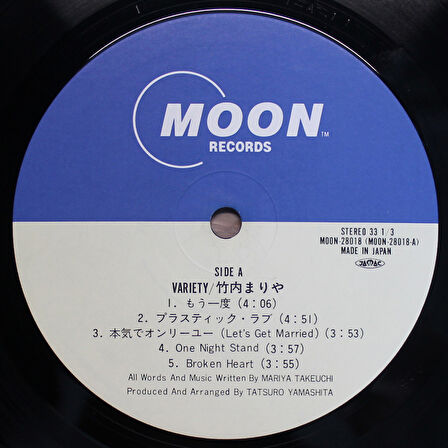 MOON
TM
RECORDS
STEREO 33 1/3
MOON-28018 (MOON-28018-A)
MADE IN JAPAN
SIDE A
VARIETY/竹内まりや
1. もう一度 (4:06)
2. プラスティック・ラブ (4:51)
3. 本気でオンリーユー (Let's Get Married) (3:53)
4. One Night Stand (3:57)
5. Broken Heart (3:55)
All Words And Music Written By MARIYA TAKEUCHI
Produced And Arranged By TATSURO YAMASHITA